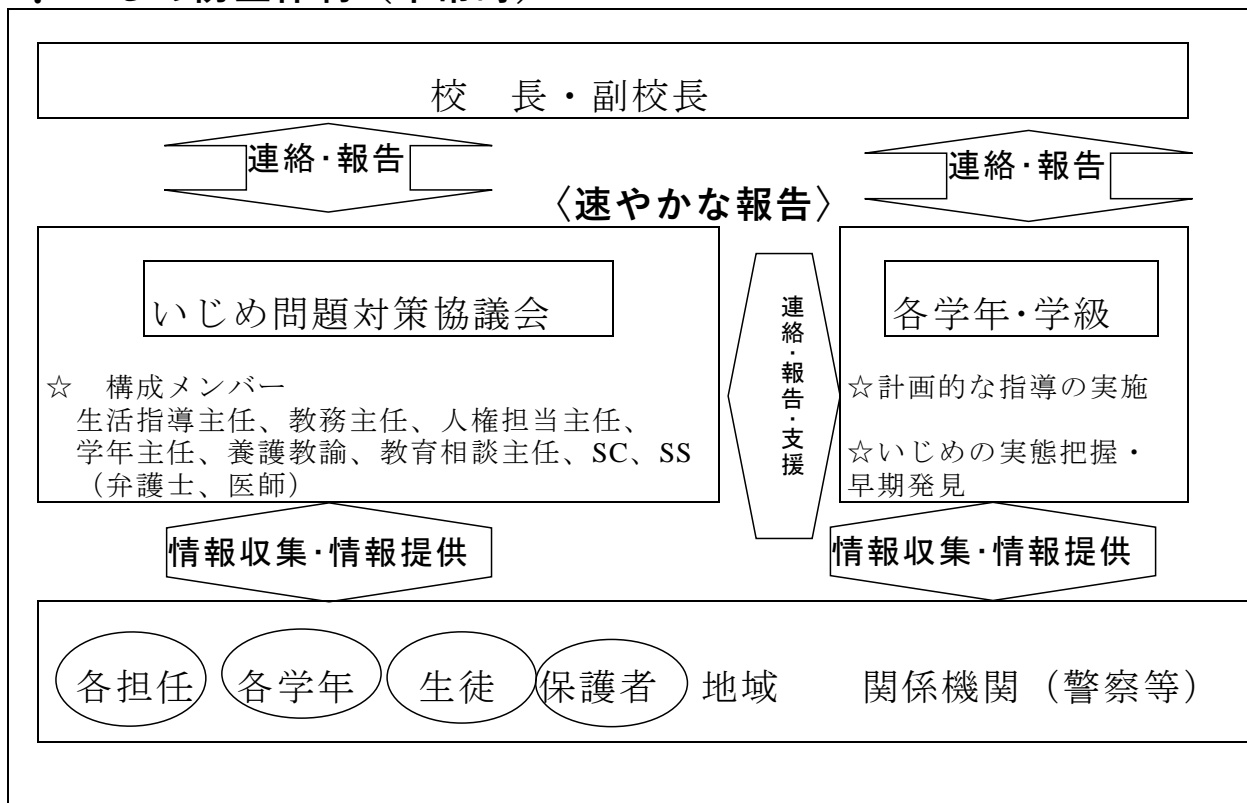 校　長・副校長
連絡・報告
連絡・報告
〈速やかな報告〉
いじめ問題対策協議会
☆　構成メンバー
生活指導主任、教務主任、人権担当主任、
学年主任、養護教諭、教育相談主任、SC、SS
（弁護士、医師）
連絡・報告・支援
各学年・学級
☆計画的な指導の実施
☆いじめの実態把握・
早期発見
情報収集・情報提供
情報収集・情報提供
各担任　各学年　生徒　保護者　地域　　関係機関（警察等）